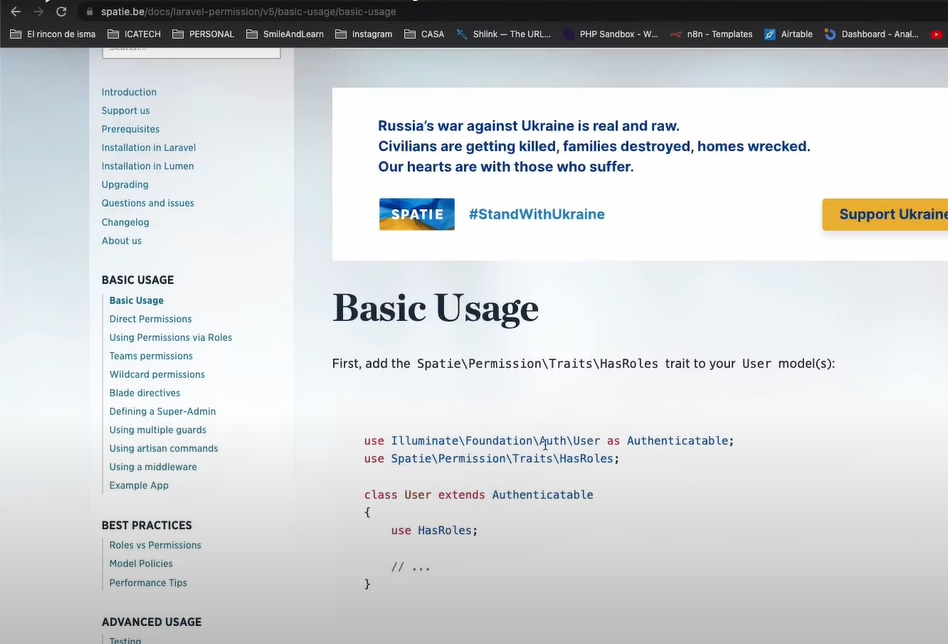 spatie.be/docs/laravel-permission/v5/basic-usage/basic-usage
El rincon de isma ICATECH PERSONAL SmileAndLearn Instagram CASA Shlink — The URL... PHP Sandbox - W... n8n - Templates Airtable Dashboard - Anal...
Introduction
Support us
Prerequisites
Installation in Laravel
Installation in Lumen
Upgrading
Questions and issues
Changelog
About us
BASIC USAGE
Basic Usage
Direct Permissions
Using Permissions via Roles
Teams permissions
Wildcard permissions
Blade directives
Defining a Super-Admin
Using multiple guards
Using artisan commands
Using a middleware
Example App
BEST PRACTICES
Roles vs Permissions
Model Policies
Performance Tips
ADVANCED USAGE
Testing
Russia's war against Ukraine is real and raw.
Civilians are getting killed, families destroyed, homes wrecked.
Our hearts are with those who suffer.
SPATIE #StandWithUkraine
Support Ukraine
Basic Usage
First, add the Spatie\Permission\Traits\HasRoles trait to your User model(s):
use Illuminate\Foundation\Auth\User as Authenticatable;
use Spatie\Permission\Traits\HasRoles;
class User extends Authenticatable
{
use HasRoles;
// ...
}